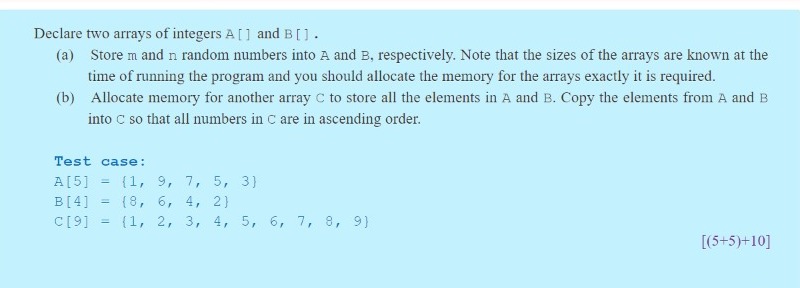 Declare two arrays of integers A[] and B[].
(a) Store m and n random numbers into A and B, respectively. Note that the sizes of the arrays are known at the
time of running the program and you should allocate the memory for the arrays exactly it is required.
(b) Allocate memory for another array C to store all the elements in A and B. Copy the elements from A and B
into C so that all numbers in C are in ascending order.
Test case:
A[5] = {1, 9, 7, 5, 3}
B[4] = {8, 6, 4, 2}
C[9] = {1, 2, 3, 4, 5, 6, 7, 8, 9}
[(5+5)+10]